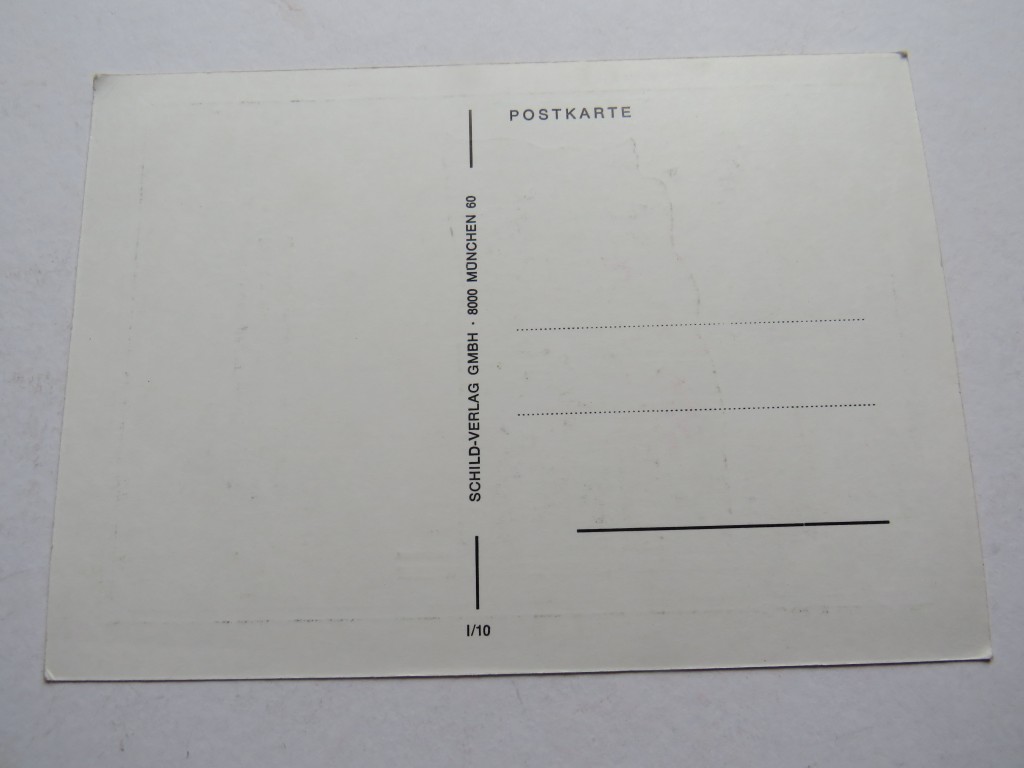 POSTKARTE
SCHILD-VERLAG GMBH · 8000 MÜNCHEN 60
I/10